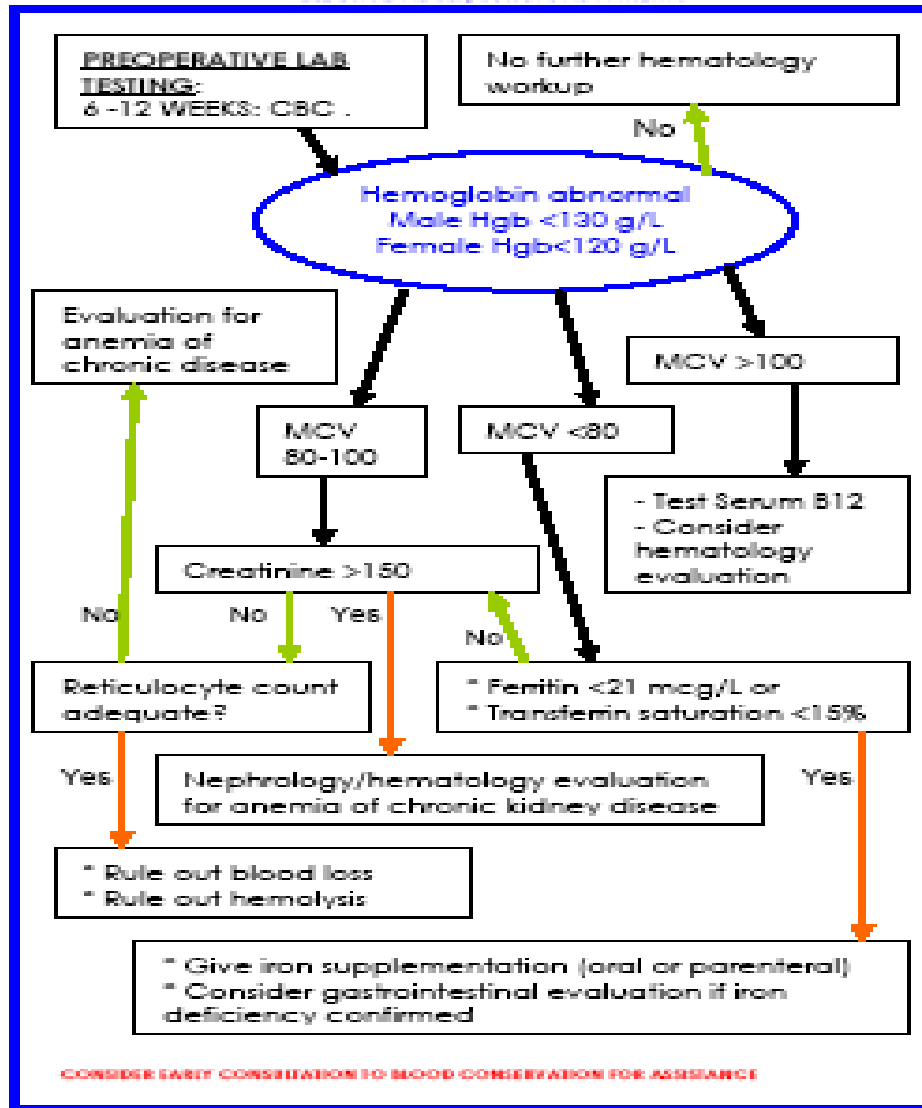 PREOPERATIVE LAB
TESTING:
6 -12 WEEKS: CBC .
No further hematology
workup
No
Hemoglobin abnormal
Male Hgb <130 g/L
Female Hgb<120 g/L
Evaluation for
anemia of
chronic disease
MCV >100
MCV
80-100
MCV <80
- Test Serum B12
- Consider
hematology
evaluation
Creatinine >150
No
No
Yes
No
Reticulocyte count
adequate?
* Ferritin <21 mcg/L or
* Transferrin saturation <15%
Yes
Nephrology/hematology evaluation
for anemia of chronic kidney disease
Yes
* Rule out blood loss
* Rule out hemolysis
* Give iron supplementation (oral or parenteral)
* Consider gastrointestinal evaluation if iron
deficiency confirmed
CONSIDER EARLY CONSULTATION TO BLOOD CONSERVATION FOR ASSISTANCE